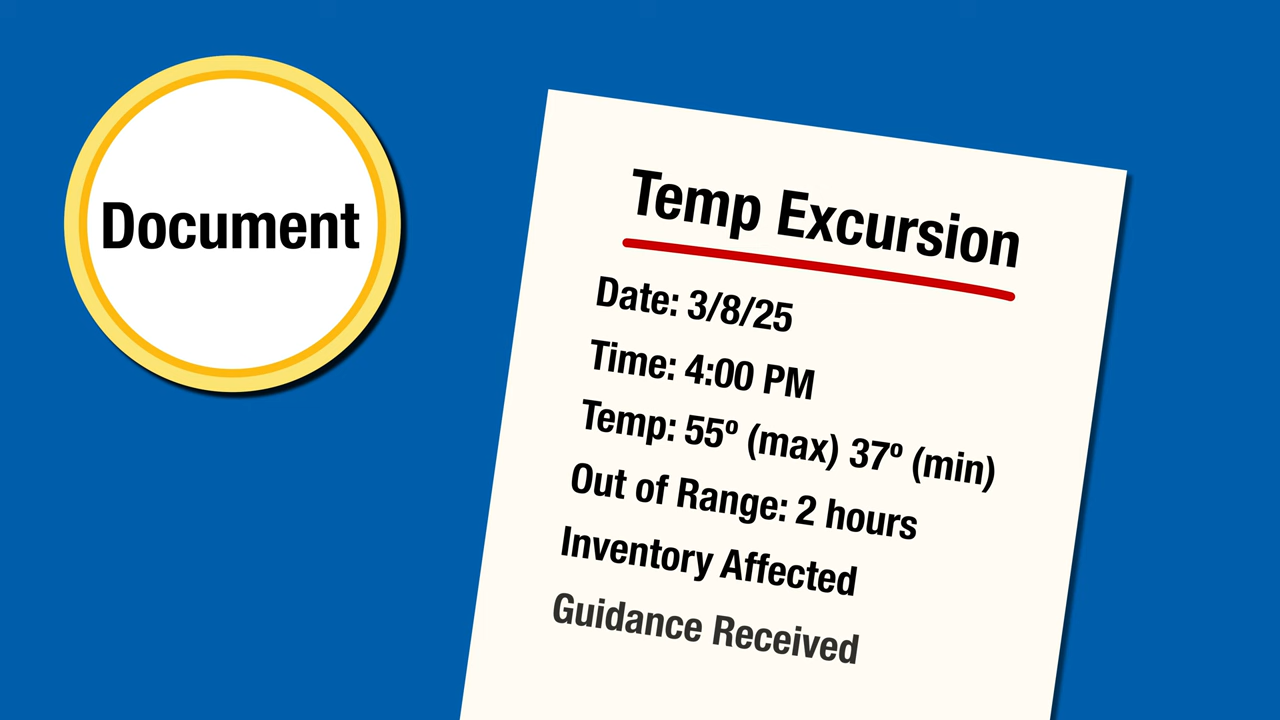 Document
Temp Excursion
Date: 3/8/25
Time: 4:00 PM
Temp: 55º (max) 37º (min)
Out of Range: 2 hours
Inventory Affected
Guidance Received